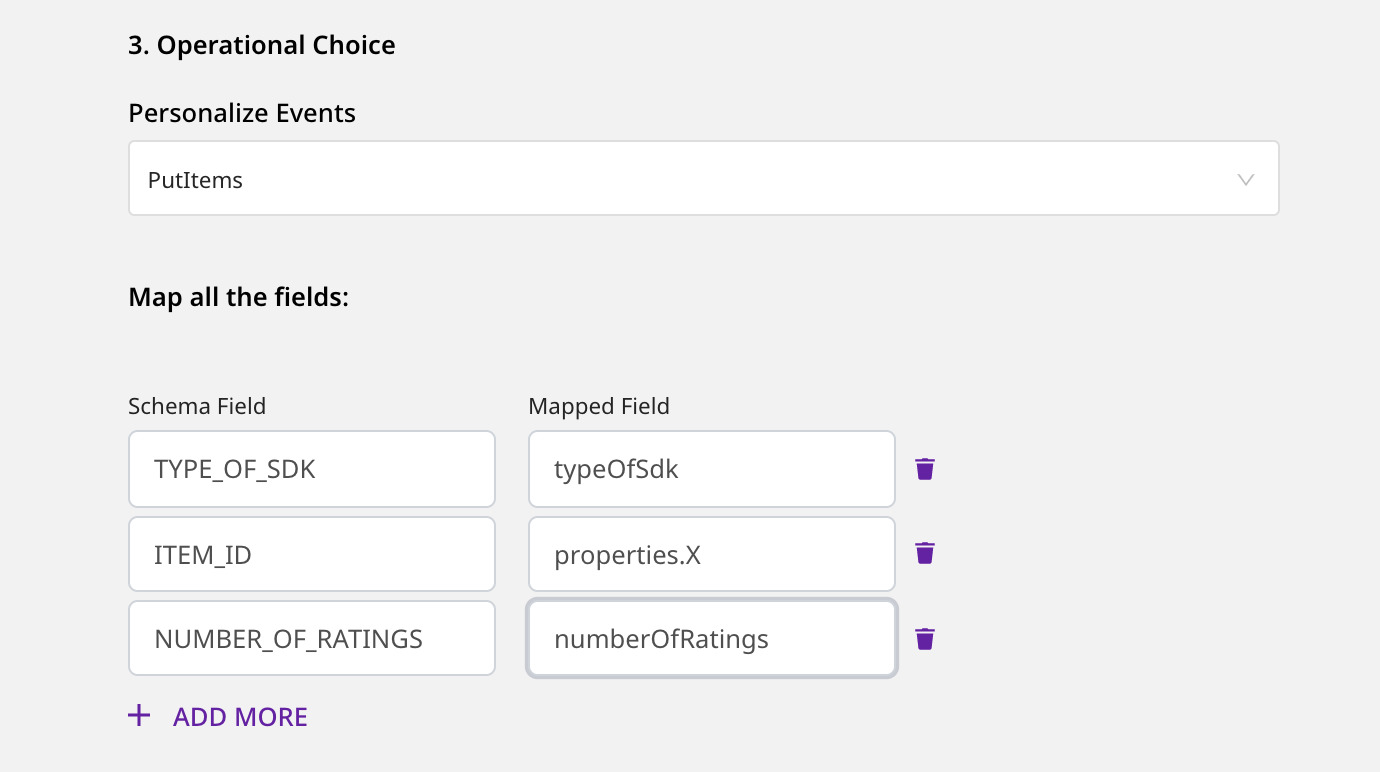 3. Operational Choice
Personalize Events
PutItems
Map all the fields:
Schema Field Mapped Field
TYPE_OF_SDK typeOfSdk
ITEM_ID properties.X
NUMBER_OF_RATINGS numberOfRatings
+ ADD MORE